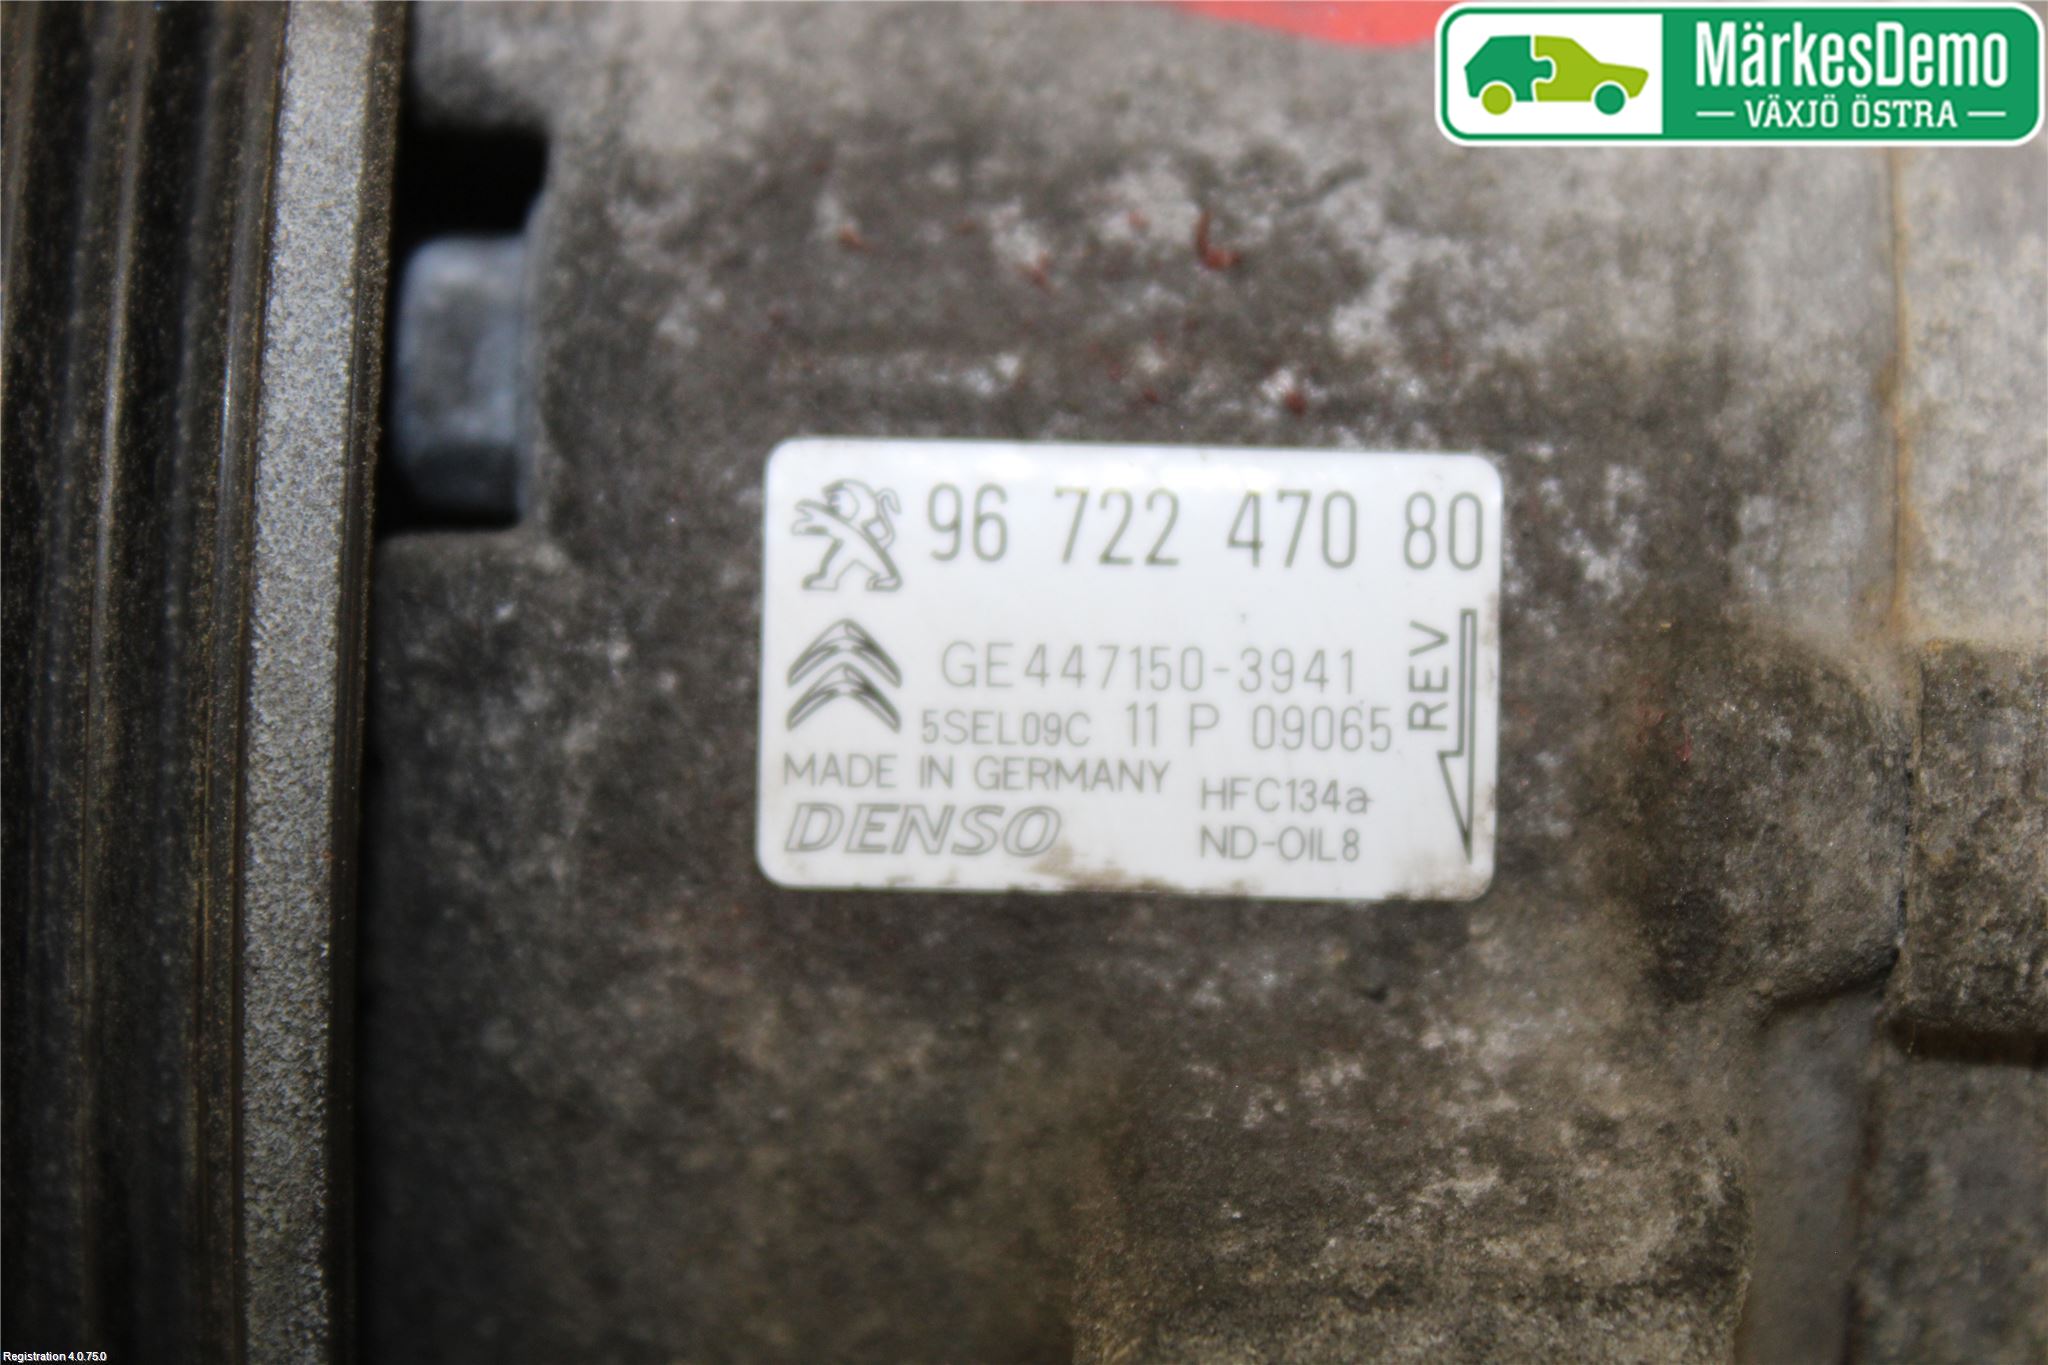 MärkesDemo
VÄXJÖ ÖSTRA
96 722 470 80
GE447150-3941
5SEL09C 11 P 09065
REV
MADE IN GERMANY
HFC134a
DENSO
ND-OIL8
Registration 4.0.75.0